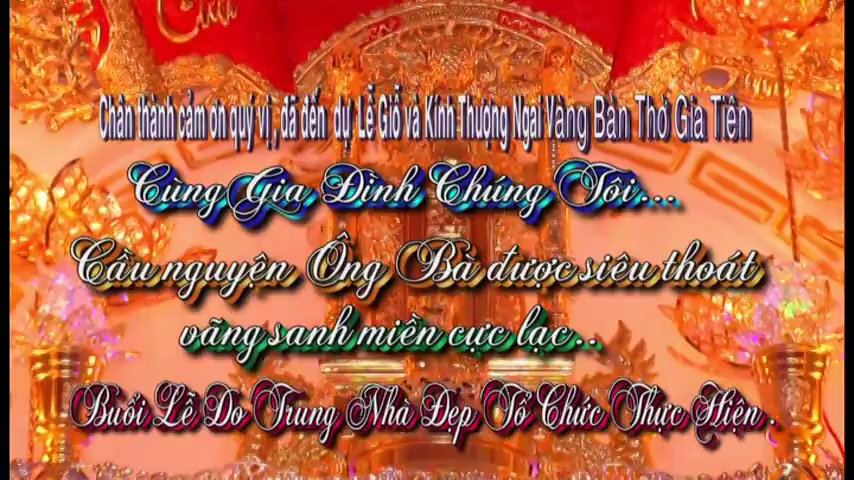 Chân thành cảm ơn quý vị, đã đến dự Lễ Giỗ và Kính Thượng Ngai Vàng Bàn Thờ Gia Tiên
Cùng Gia Đình Chúng Tôi...
Cầu nguyện Ông Bà được siêu thoát
vãng sanh miền cực lạc..
Buổi Lễ Do Trung Nhà Đẹp Tổ Chức Thực Hiện .